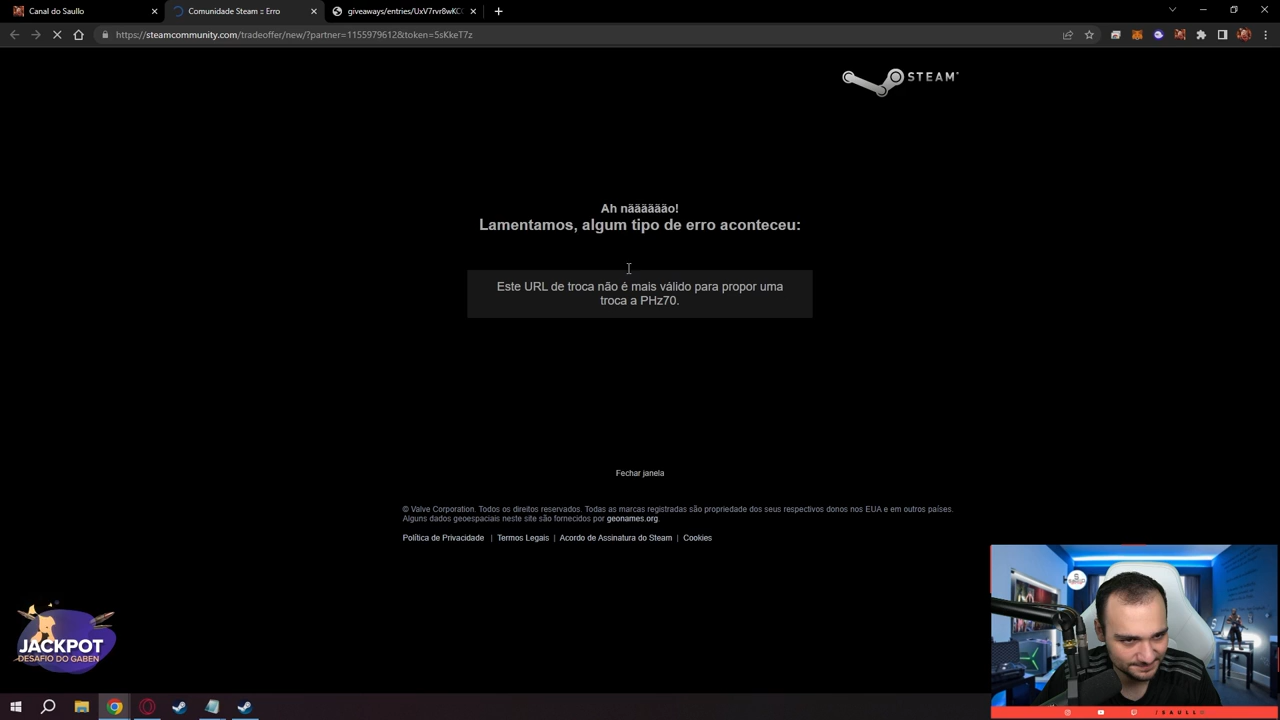 Canal do Saullo
Comunidade Steam :: Erro
giveaways/entries/UxV7rvr8wKC
https://steamcommunity.com/tradeoffer/new/?partner=1155979612&token=5sKkeT7z
STEAM
Ah nããããããão!
Lamentamos, algum tipo de erro aconteceu:
Este URL de troca não é mais válido para propor uma
troca a PHz70.
Fechar janela
© Valve Corporation. Todos os direitos reservados. Todas as marcas registradas são propriedade dos seus respectivos donos nos EUA e em outros países.
Alguns dados geoespaciais neste site são fornecidos por geonames.org.
Política de Privacidade | Termos Legais | Acordo de Assinatura do Steam | Cookies
JACKPOT
DESAFIO DO GABEN